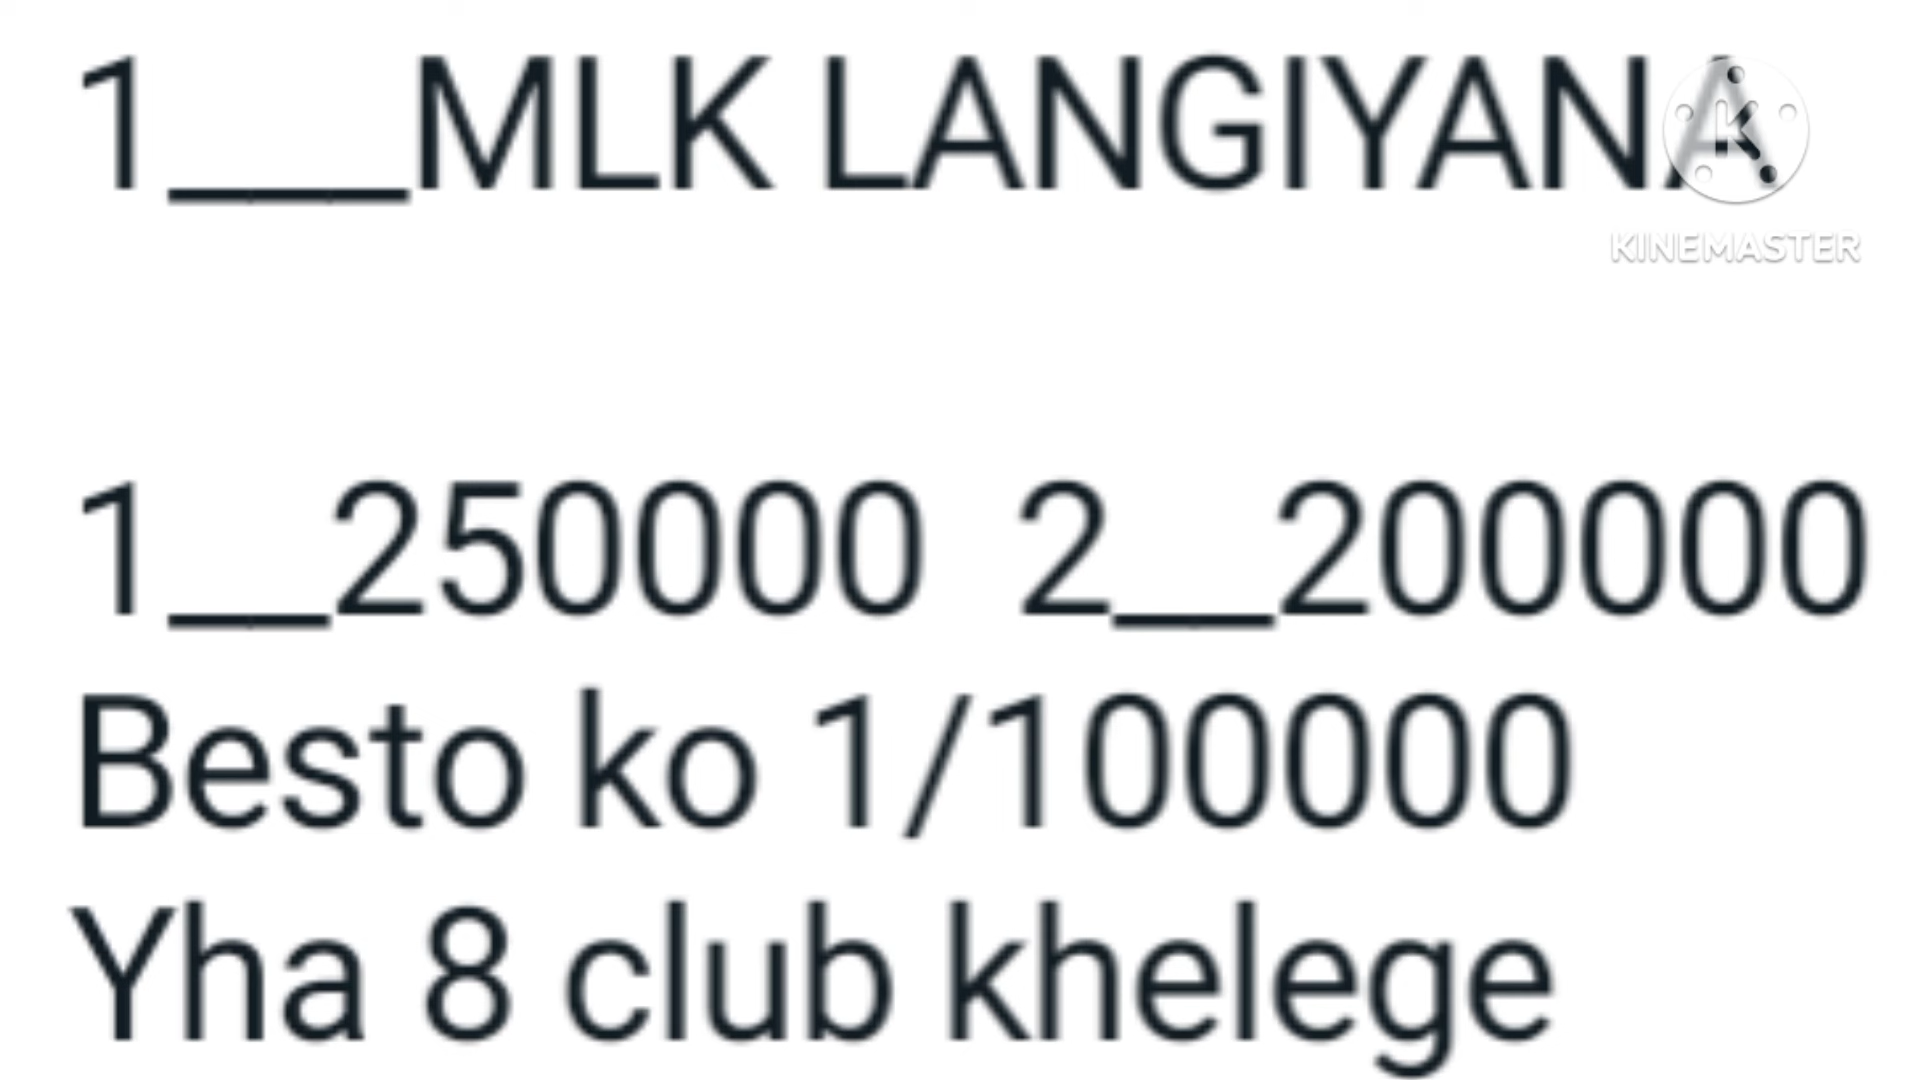 1___MLK LANGIYANA
KINEMASTER
1__250000  2__200000
Besto ko 1/100000
Yha 8 club khelege